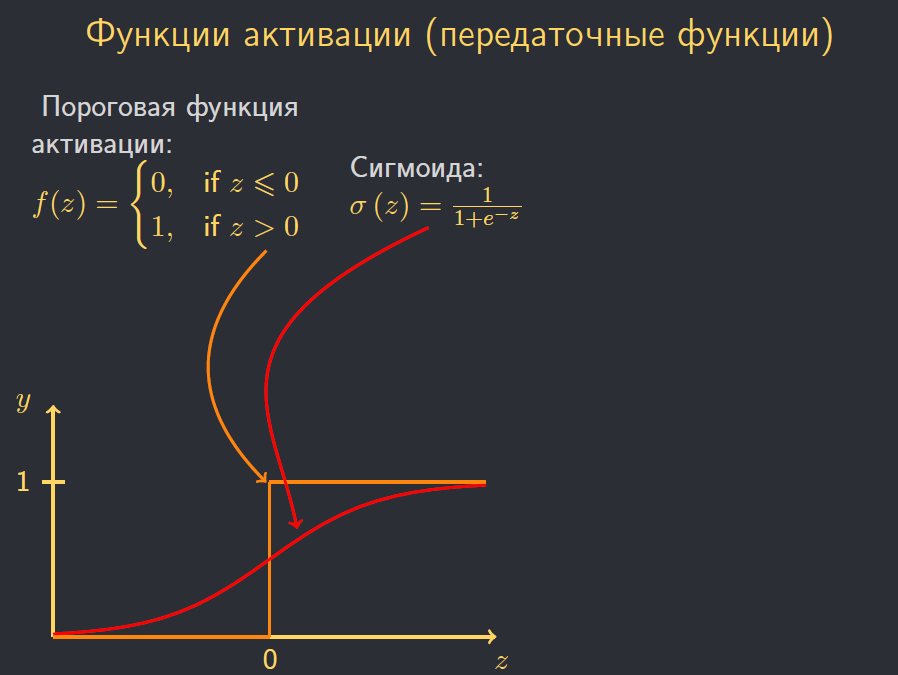 Функции активации (передаточные функции)
Пороговая функция
активации:
f(z) = {0, if z ⩽ 0
1, if z > 0
Сигмоида:
σ (z) = 1/(1+e^{−z})
y
1
0
z